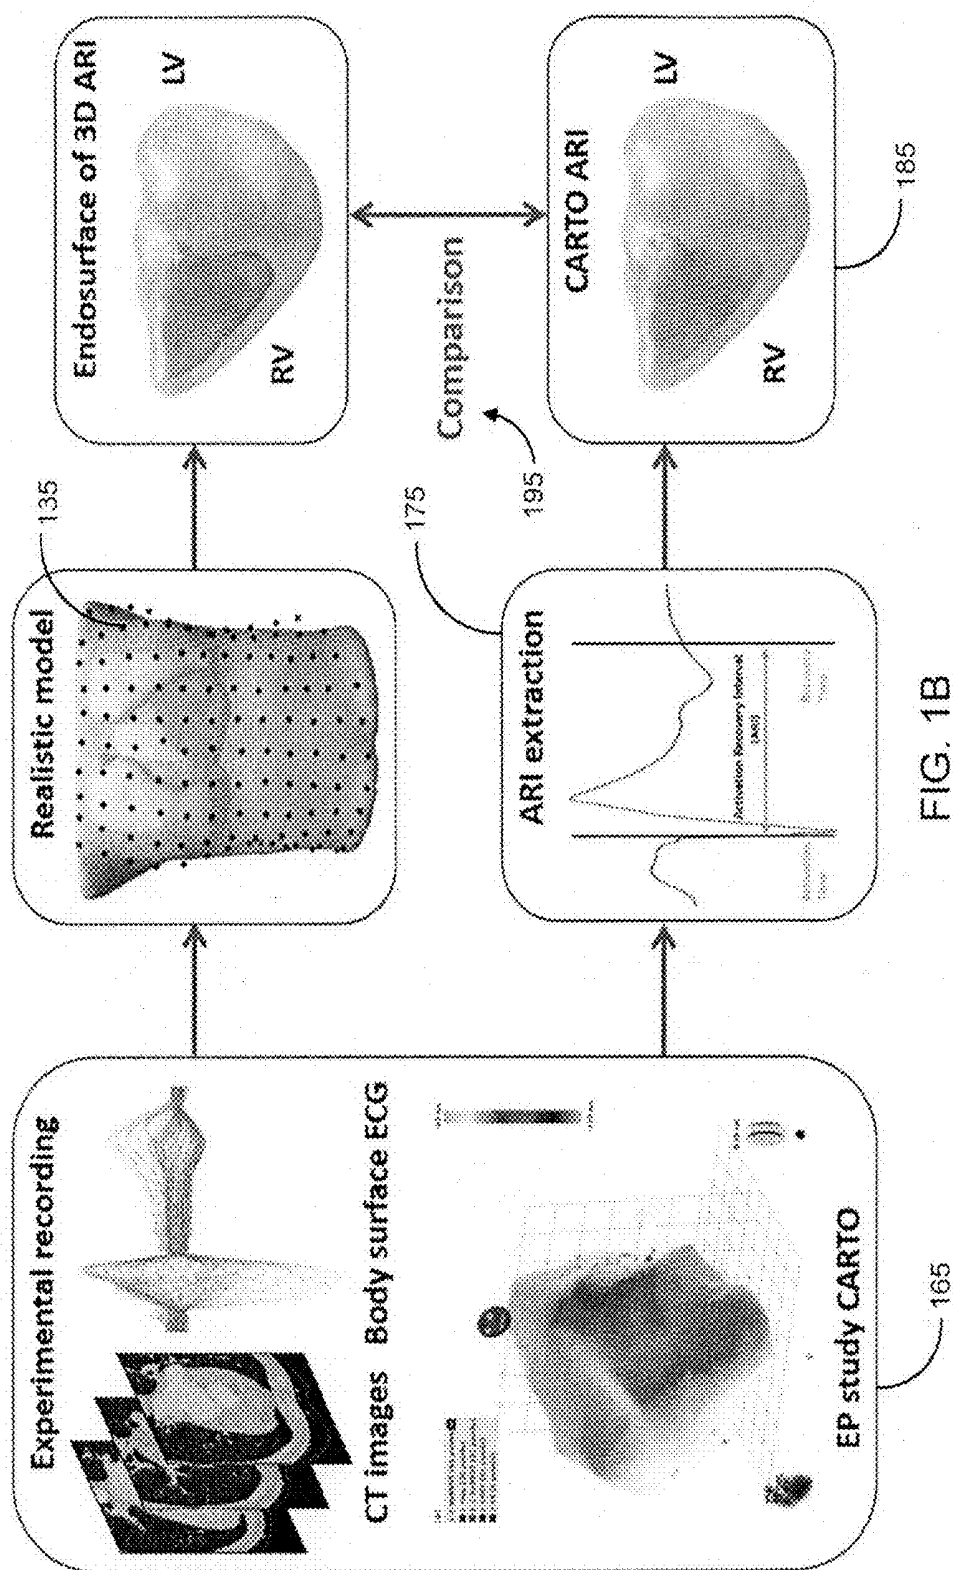 Experimental recording
CT images
Body surface ECG
EP study CARTO
165
Realistic model
135
ARI extraction
Activation Recovery Interval
(ARI)
175
Endosurface of 3D ARI
LV
RV
Comparison
195
CARTO ARI
LV
RV
185
FIG. 1B